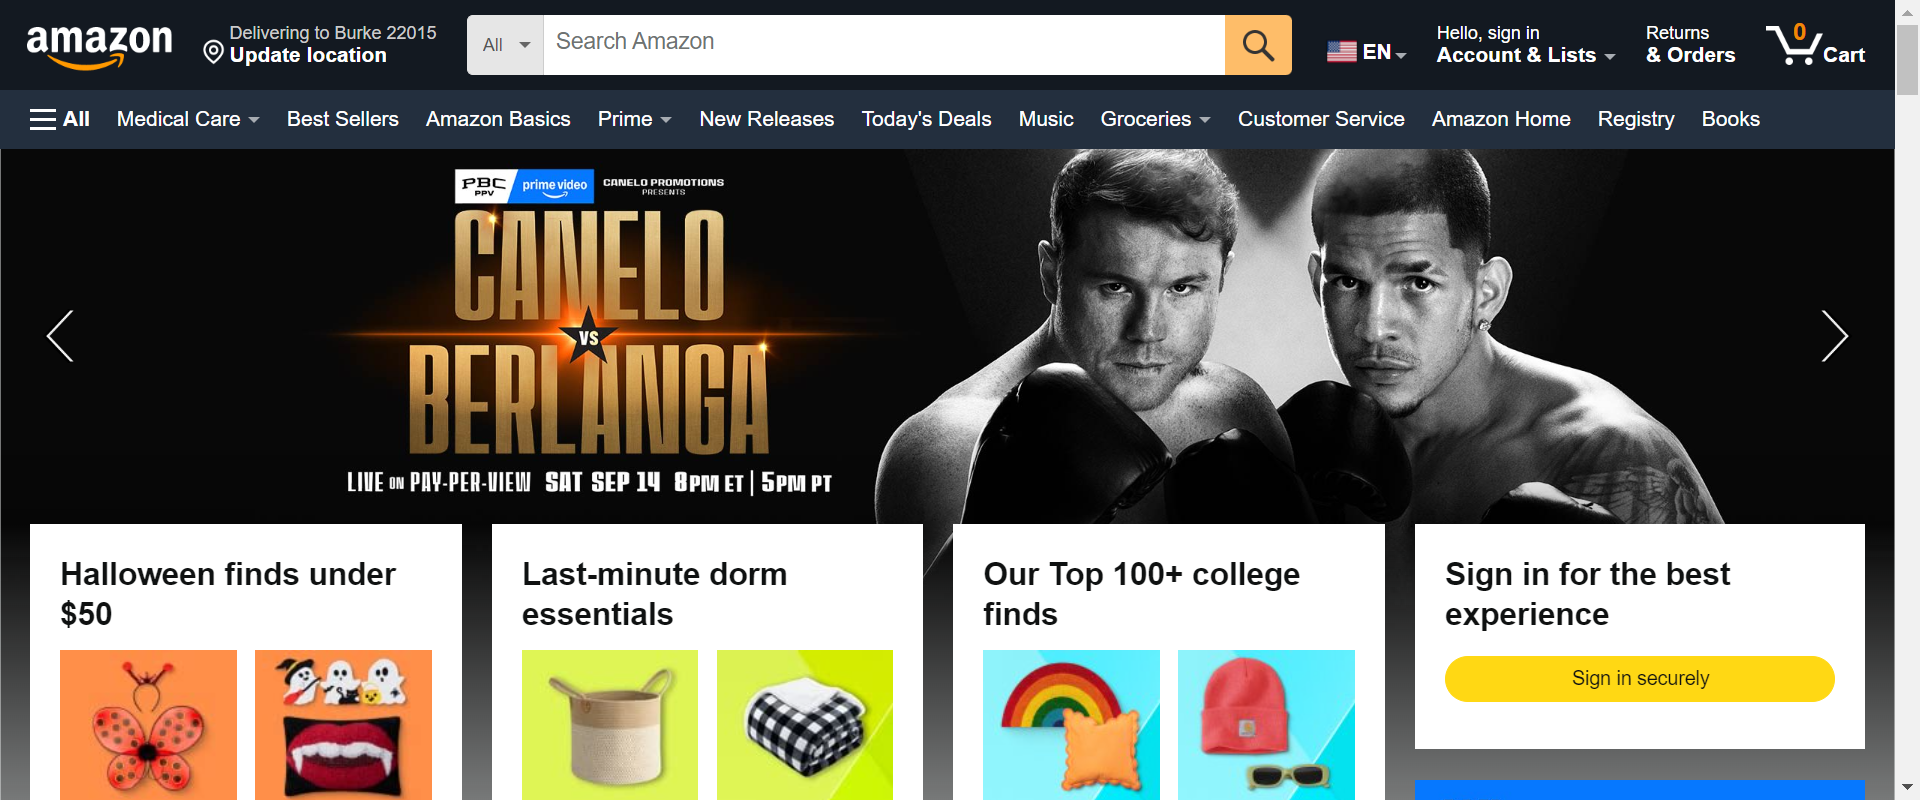 amazon
Delivering to Burke 22015
Update location
All
Search Amazon
EN
Hello, sign in
Account & Lists
Returns
& Orders
0
Cart
All
Medical Care
Best Sellers
Amazon Basics
Prime
New Releases
Today's Deals
Music
Groceries
Customer Service
Amazon Home
Registry
Books
PBC
PPV
prime video
CANELO PROMOTIONS
PRESENTS
CANELO
VS
BERLANGA
LIVE ON PAY-PER-VIEW SAT SEP 14 8PM ET | 5PM PT
Halloween finds under
$50
Last-minute dorm
essentials
Our Top 100+ college
finds
Sign in for the best
experience
Sign in securely